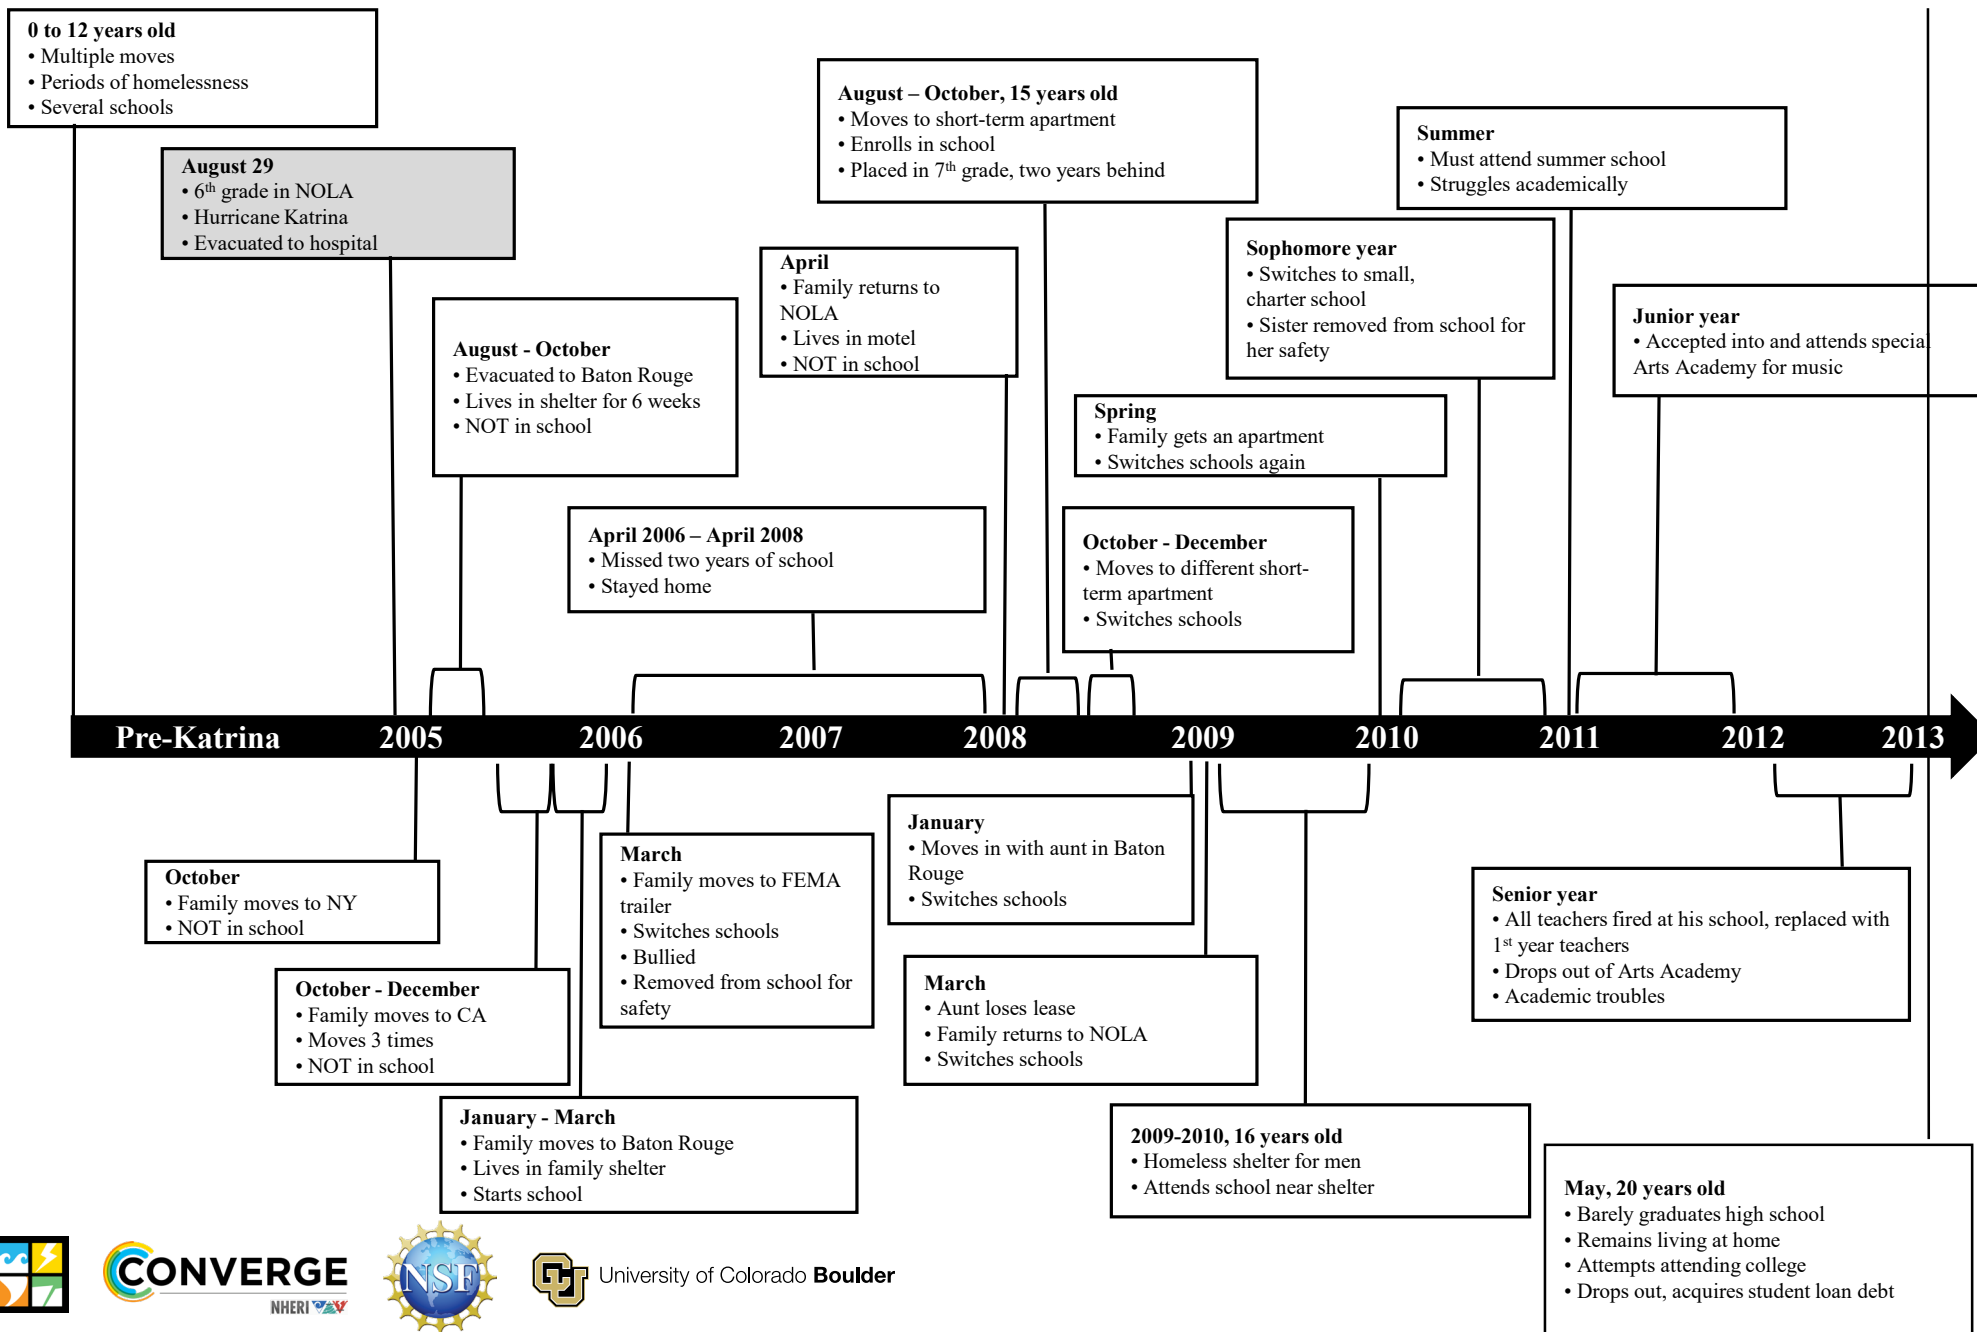 0 to 12 years old
• Multiple moves
• Periods of homelessness
• Several schools
August 29
• 6th grade in NOLA
• Hurricane Katrina
• Evacuated to hospital
August - October
• Evacuated to Baton Rouge
• Lives in shelter for 6 weeks
• NOT in school
April 2006 – April 2008
• Missed two years of school
• Stayed home
April
• Family returns to
NOLA
• Lives in motel
• NOT in school
August – October, 15 years old
• Moves to short-term apartment
• Enrolls in school
• Placed in 7th grade, two years behind
October - December
• Moves to different short-
term apartment
• Switches schools
Spring
• Family gets an apartment
• Switches schools again
Sophomore year
• Switches to small,
charter school
• Sister removed from school for
her safety
Summer
• Must attend summer school
• Struggles academically
Junior year
• Accepted into and attends special
Arts Academy for music
Pre-Katrina 2005 2006 2007 2008 2009 2010 2011 2012 2013
October
• Family moves to NY
• NOT in school
October - December
• Family moves to CA
• Moves 3 times
• NOT in school
January - March
• Family moves to Baton Rouge
• Lives in family shelter
• Starts school
March
• Family moves to FEMA
trailer
• Switches schools
• Bullied
• Removed from school for
safety
January
• Moves in with aunt in Baton
Rouge
• Switches schools
March
• Aunt loses lease
• Family returns to NOLA
• Switches schools
2009-2010, 16 years old
• Homeless shelter for men
• Attends school near shelter
Senior year
• All teachers fired at his school, replaced with
1st year teachers
• Drops out of Arts Academy
• Academic troubles
May, 20 years old
• Barely graduates high school
• Remains living at home
• Attempts attending college
• Drops out, acquires student loan debt
CONVERGE
NHERI
NSF
CU
University of Colorado Boulder